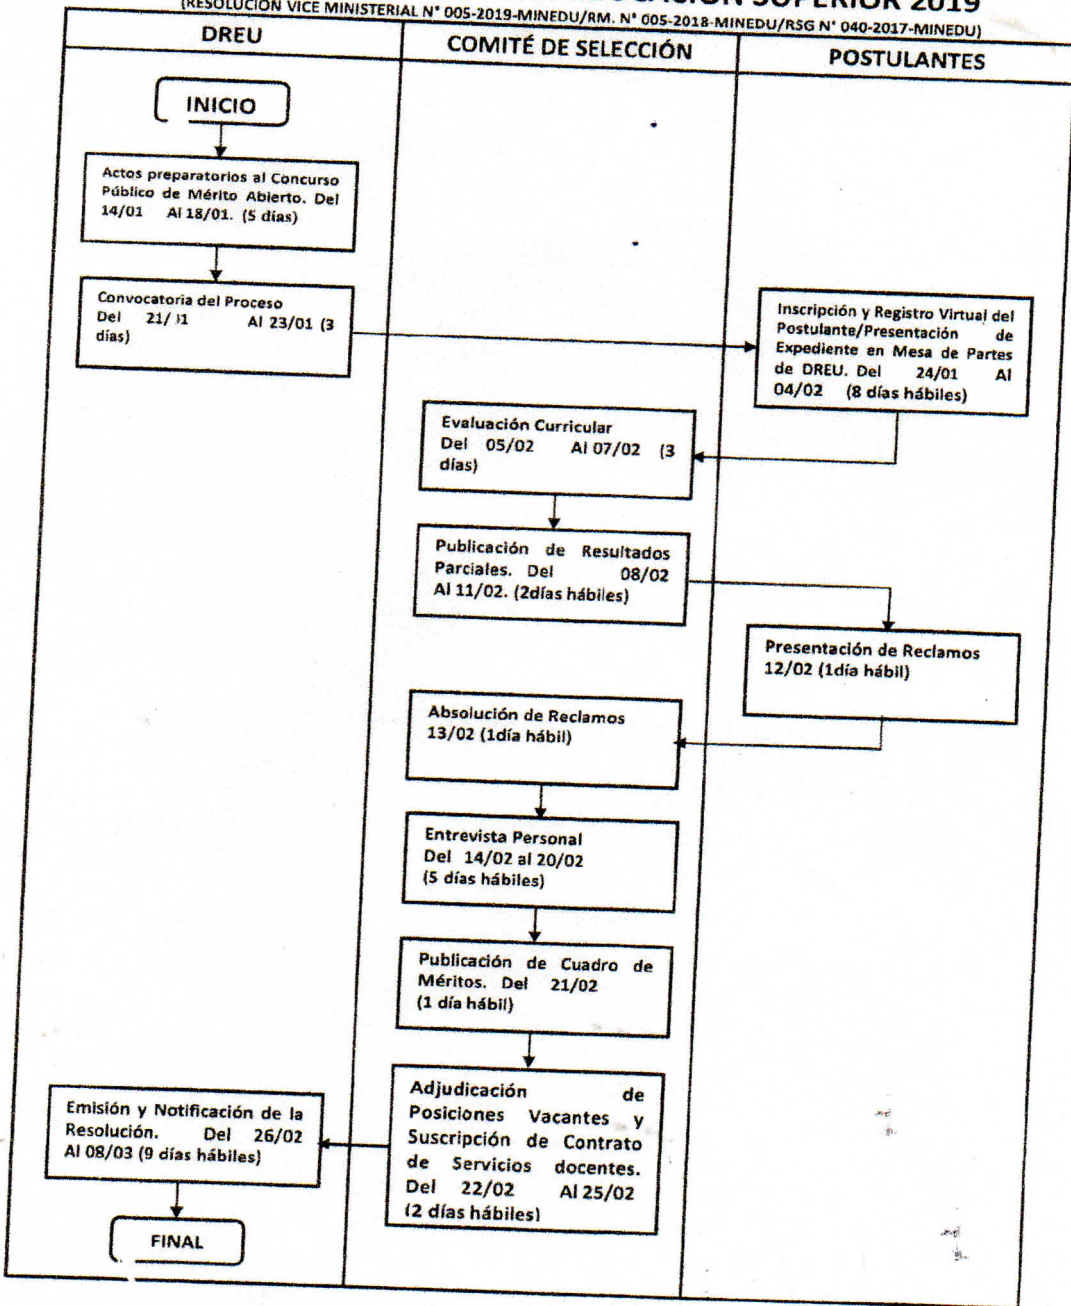 SUPERIOR 2019
(RESOLUCIÓN VICE MINISTERIAL N° 005-2019-MINEDU/RM. N° 005-2018-MINEDU/RSG N° 040-2017-MINEDU)
DREU
COMITÉ DE SELECCIÓN
POSTULANTES
INICIO
Actos preparatorios al Concurso
Público de Mérito Abierto. Del
14/01 Al 18/01. (5 días)
Convocatoria del Proceso
Del 21/ Al 23/01 (3
días)
Inscripción y Registro Virtual del
Postulante/Presentación de
Expediente en Mesa de Partes
de DREU. Del 24/01 Al
04/02 (8 días hábiles)
Evaluación Curricular
Del 05/02 Al 07/02 (3
días)
Publicación de Resultados
Parciales. Del 08/02
Al 11/02. (2días hábiles)
Presentación de Reclamos
12/02 (1día hábil)
Absolución de Reclamos
13/02 (1día hábil)
Entrevista Personal
Del 14/02 al 20/02
(5 días hábiles)
Publicación de Cuadro de
Méritos. Del 21/02
(1 día hábil)
Adjudicación de
Posiciones Vacantes y
Suscripción de Contrato
de Servicios docentes.
Del 22/02 Al 25/02
(2 días hábiles)
Emisión y Notificación de la
Resolución. Del 26/02
Al 08/03 (9 días hábiles)
FINAL